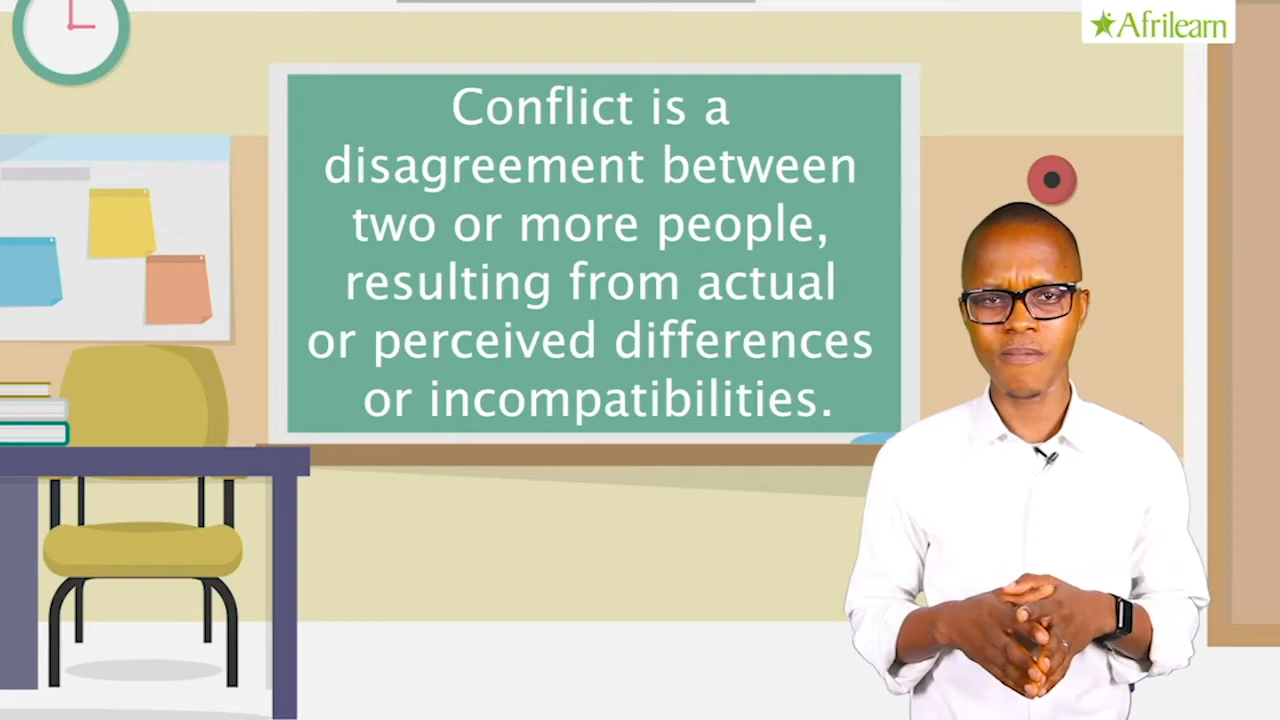 Afrilearn
Conflict is a
disagreement between
two or more people,
resulting from actual
or perceived differences
or incompatibilities.